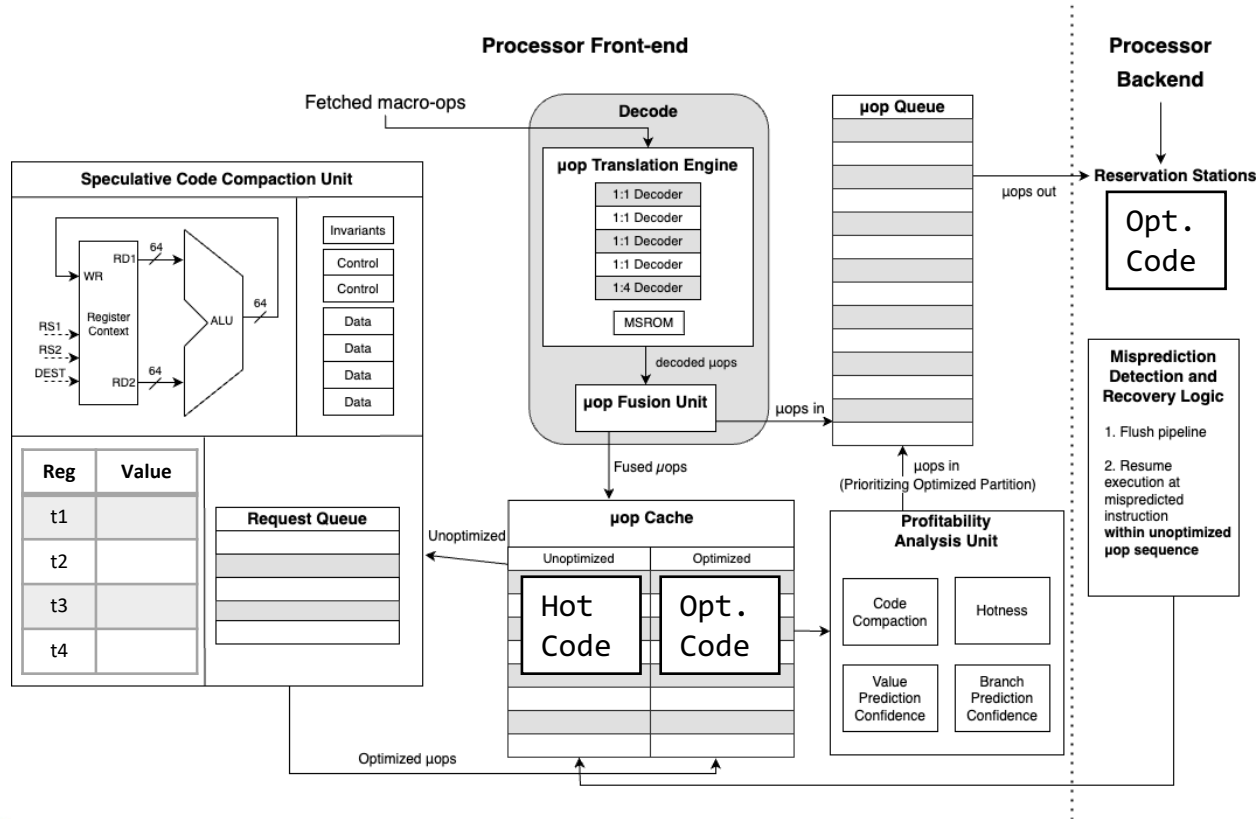 Processor Front-end
Processor
Backend
Fetched macro-ops
Decode
µop Translation Engine
1:1 Decoder
1:1 Decoder
1:1 Decoder
1:1 Decoder
1:4 Decoder
MSROM
decoded µops
µop Fusion Unit
µops in
Fused µops
µop Queue
µops out
Reservation Stations
Opt.
Code
Speculative Code Compaction Unit
WR
RD1
64
Register
Context
RS1
RS2
DEST
RD2
64
ALU
64
Invariants
Control
Control
Data
Data
Data
Data
Reg
Value
t1
t2
t3
t4
Request Queue
Unoptimized
µop Cache
Unoptimized
Optimized
Hot
Code
Opt.
Code
µops in
(Prioritizing Optimized Partition)
Profitability
Analysis Unit
Code
Compaction
Hotness
Value
Prediction
Confidence
Branch
Prediction
Confidence
Misprediction
Detection and
Recovery Logic
1. Flush pipeline
2. Resume
execution at
mispredicted
instruction
within unoptimized
µop sequence
Optimized µops